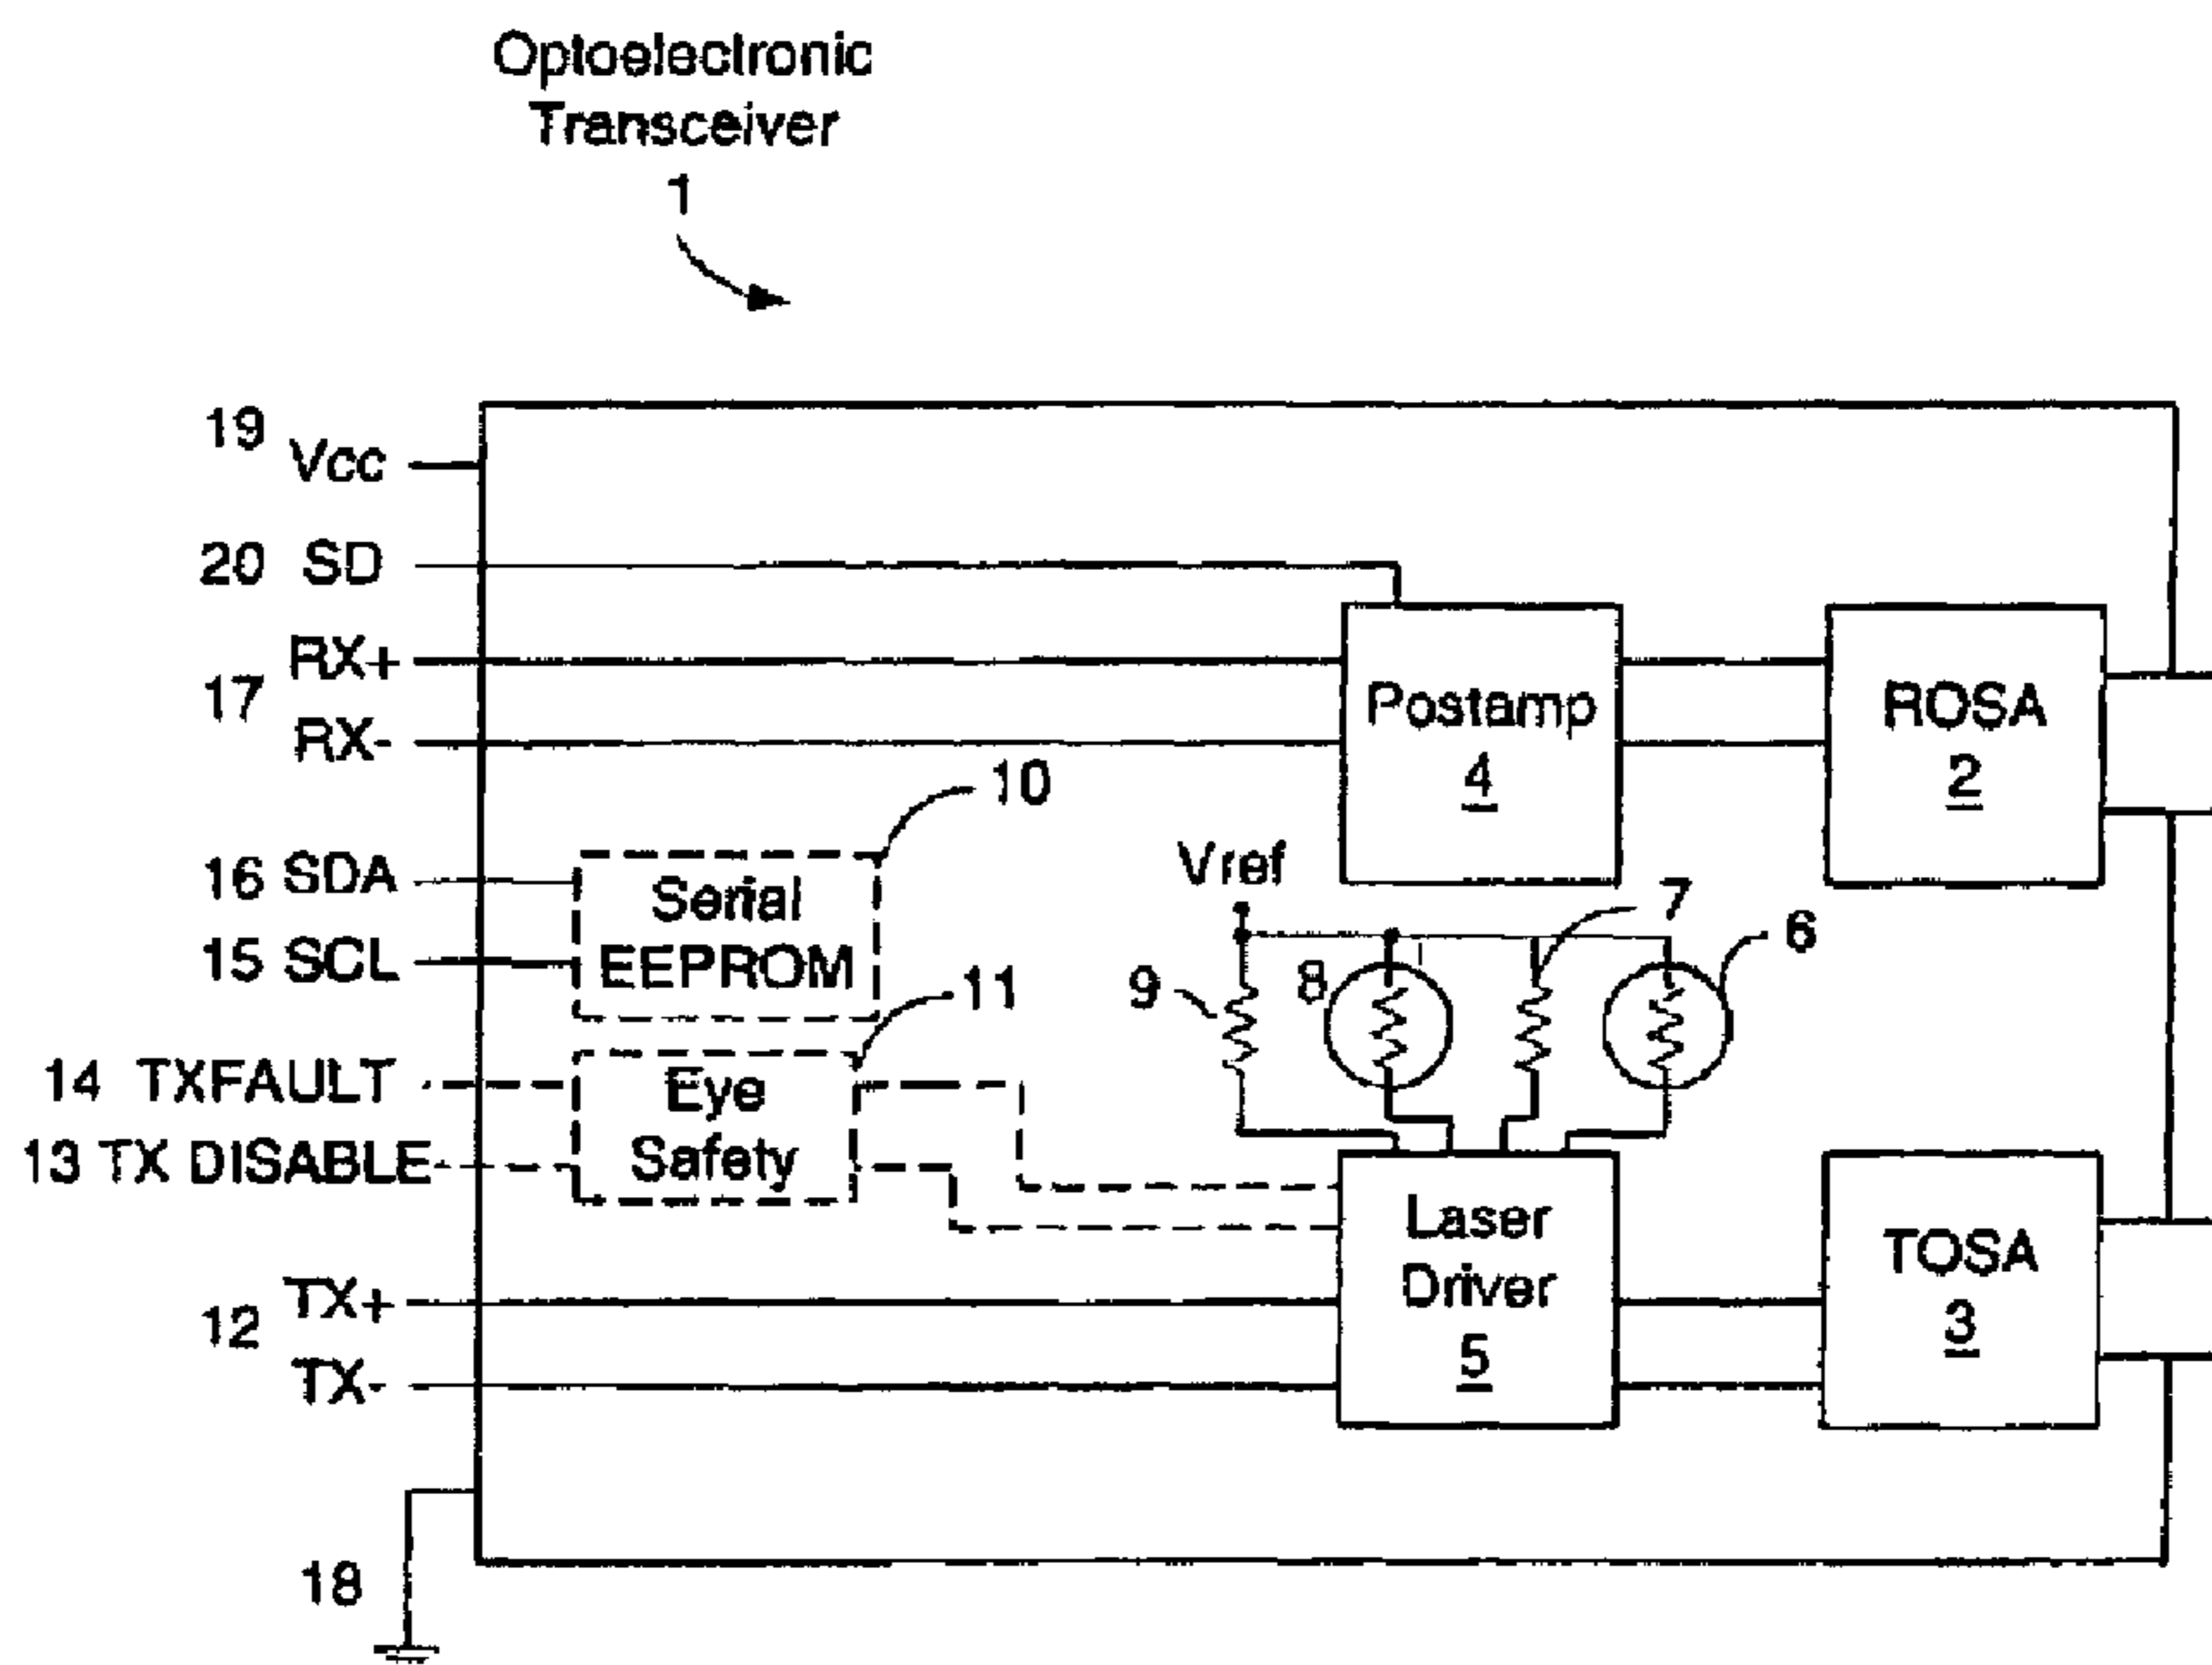 Optoelectronic
Transceiver
1
19 Vcc
20 SD
RX+
17
RX-
Postamp
4
ROSA
2
10
16 SDA
15 SCL
Serial
EEPROM
Vref
7
6
9
8
11
14 TXFAULT
13 TX DISABLE
Eye
Safety
Laser
Driver
5
TOSA
3
TX+
12
TX-
18